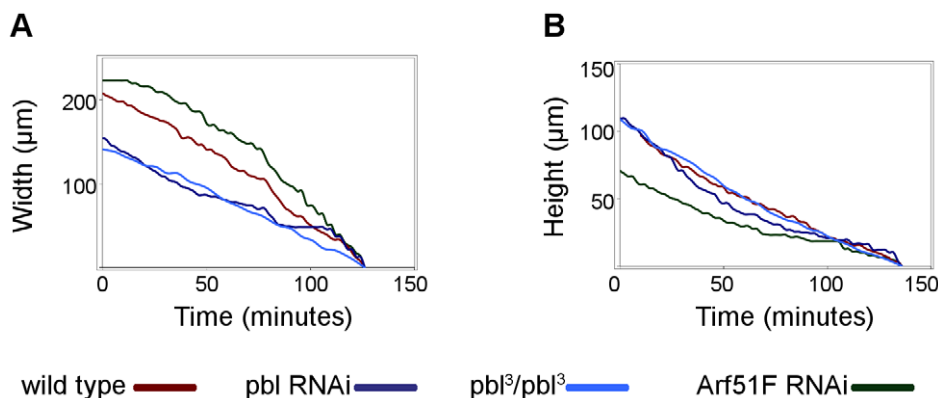 A
Width (µm)
200
100
0
50
100
150
Time (minutes)
B
Height (µm)
150
100
50
0
50
100
150
Time (minutes)
wild type
pbl RNAi
pbl³/pbl³
Arf51F RNAi